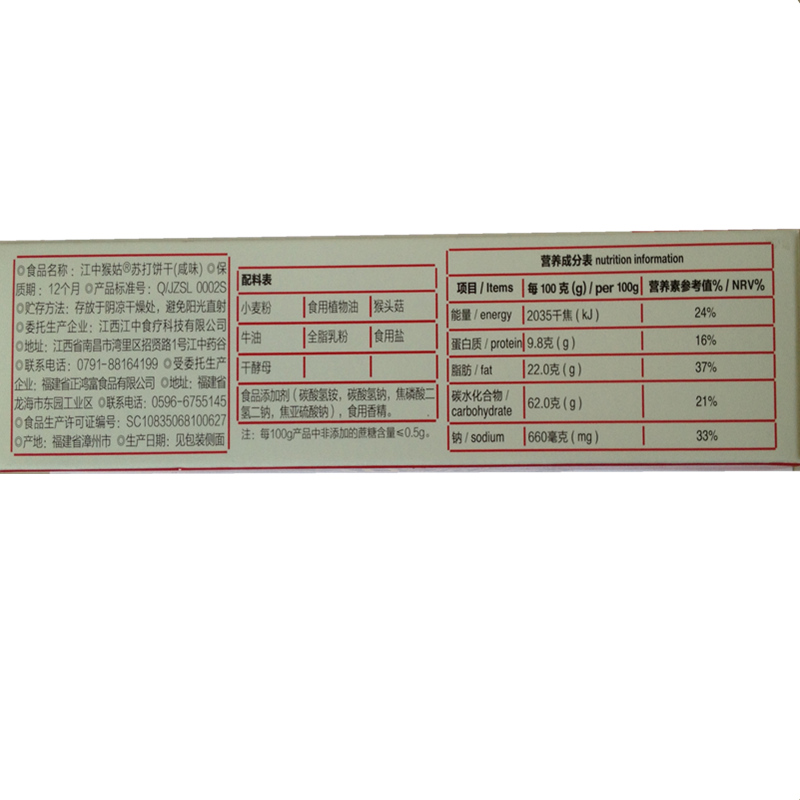 ◎食品名称：江中猴姑®苏打饼干(咸味) ◎保
质期：12个月 ◎产品标准号：Q/JZSL 0002S
◎贮存方法：存放于阴凉干燥处，避免阳光直射
◎委托生产企业：江西江中食疗科技有限公司
◎地址：江西省南昌市湾里区招贤路1号江中药谷
◎联系电话：0791-88164199 ◎受委托生产
企业：福建省正鸿富食品有限公司 ◎地址：福建省
龙海市东园工业区 ◎联系电话：0596-6755145
◎食品生产许可证编号：SC10835068100627
◎产地：福建省漳州市 ◎生产日期：见包装侧面
配料表
小麦粉 食用植物油 猴头菇
牛油 全脂乳粉 食用盐
干酵母
食品添加剂（碳酸氢铵，碳酸氢钠，焦磷酸二
氢二钠，焦亚硫酸钠），食用香精。
注：每100g产品中非添加的蔗糖含量≤0.5g。
营养成分表 nutrition information
项目 / Items 每 100 克 (g) / per 100g 营养素参考值% / NRV%
能量 / energy 2035千焦 ( kJ ) 24%
蛋白质 / protein 9.8克 ( g ) 16%
脂肪 / fat 22.0克 ( g ) 37%
碳水化合物 /
carbohydrate 62.0克 ( g ) 21%
钠 / sodium 660毫克 ( mg ) 33%